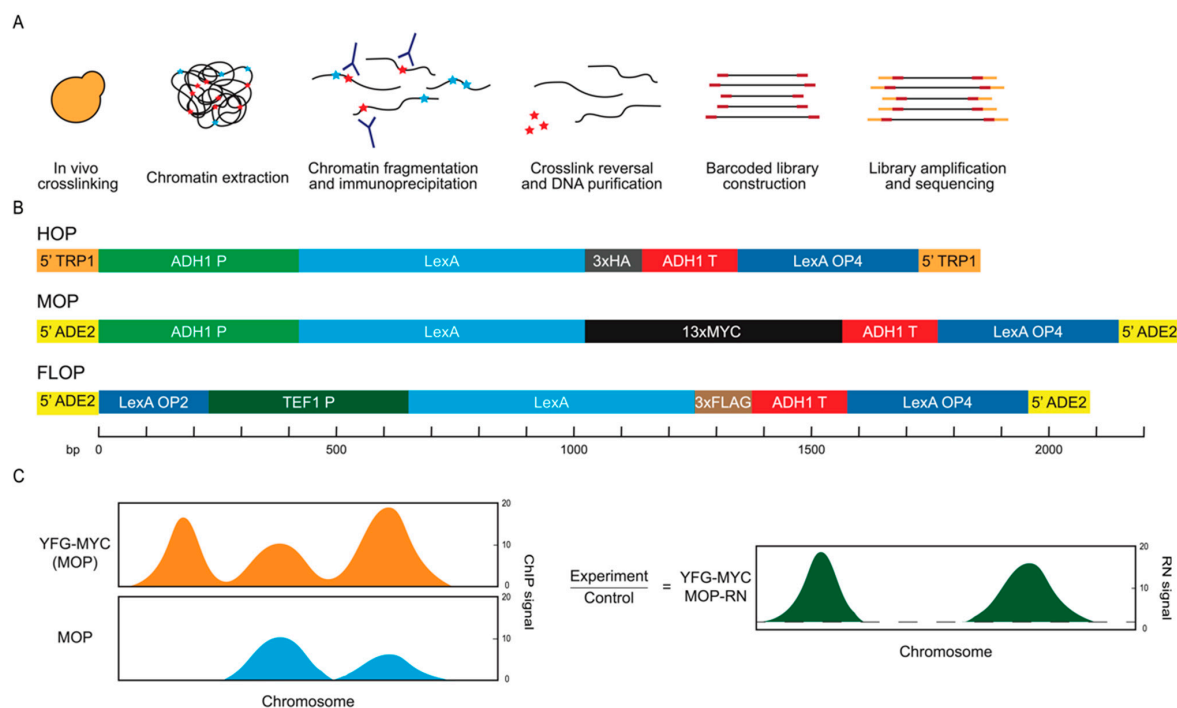 A
In vivo
crosslinking
Chromatin extraction
Chromatin fragmentation
and immunoprecipitation
Crosslink reversal
and DNA purification
Barcoded library
construction
Library amplification
and sequencing
B
HOP
5' TRP1 ADH1 P LexA 3xHA ADH1 T LexA OP4 5' TRP1
MOP
5' ADE2 ADH1 P LexA 13xMYC ADH1 T LexA OP4 5' ADE2
FLOP
5' ADE2 LexA OP2 TEF1 P LexA 3xFLAG ADH1 T LexA OP4 5' ADE2
bp 0 500 1000 1500 2000
C
YFG-MYC
(MOP)
20
10
0
MOP
20
10
0
ChIP signal
Chromosome
Experiment
Control
=
YFG-MYC
MOP-RN
20
10
0
RN signal
Chromosome